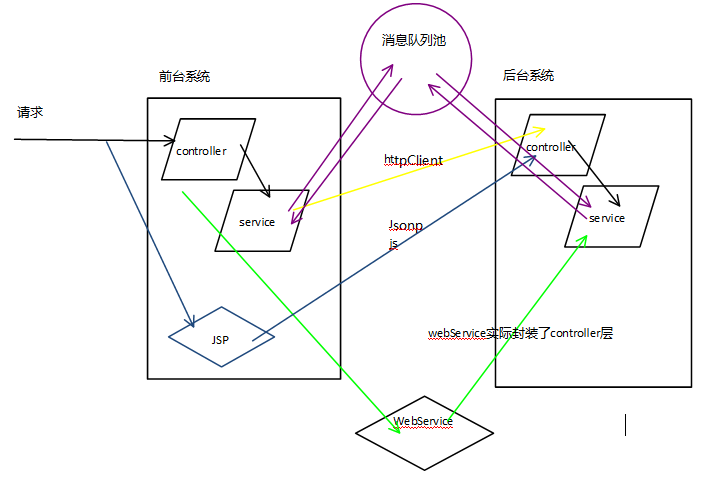 消息队列池
前台系统
后台系统
请求
controller
controller
httpClient
service
service
Jsonp
js
JSP
webService实际封装了controller层
WebService